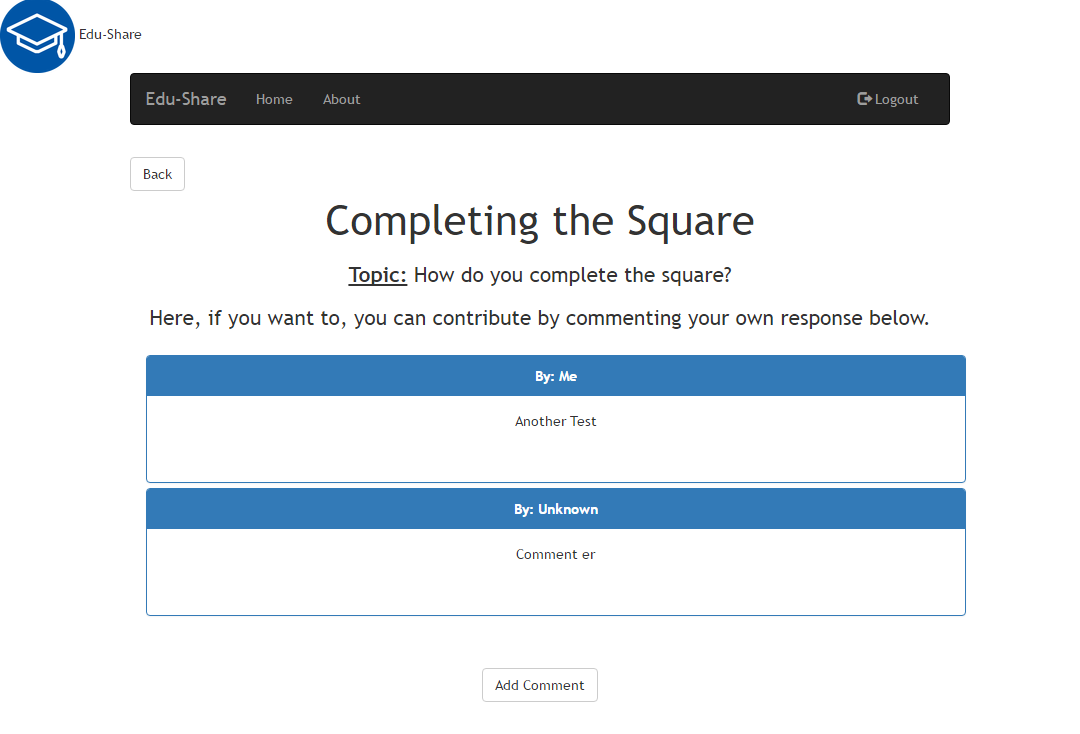 Edu-Share
Edu-Share Home About Logout
Back
Completing the Square
Topic: How do you complete the square?
Here, if you want to, you can contribute by commenting your own response below.
By: Me
Another Test
By: Unknown
Comment er
Add Comment